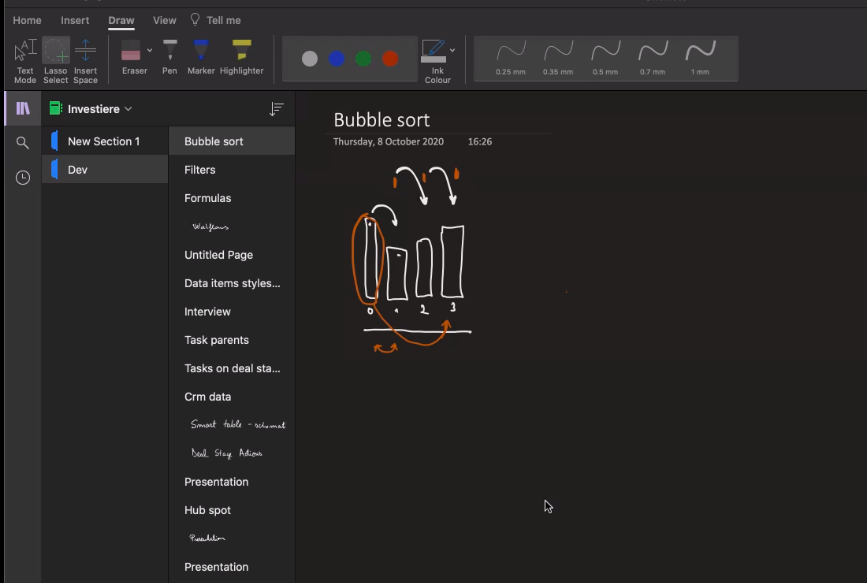 Home Insert Draw View Tell me
Text Mode
Lasso Select
Insert Space
Eraser
Pen
Marker
Highlighter
Ink Colour
0.25 mm
0.35 mm
0.5 mm
0.7 mm
1 mm
Investiere
New Section 1
Dev
Bubble sort
Filters
Formulas
Untitled Page
Data items styles...
Interview
Task parents
Tasks on deal sta...
Crm data
Smart table - schemat
Deal Stage Actions
Presentation
Hub spot
Presentation
Presentation
Bubble sort
Thursday, 8 October 2020 16:26
0 1 2 3